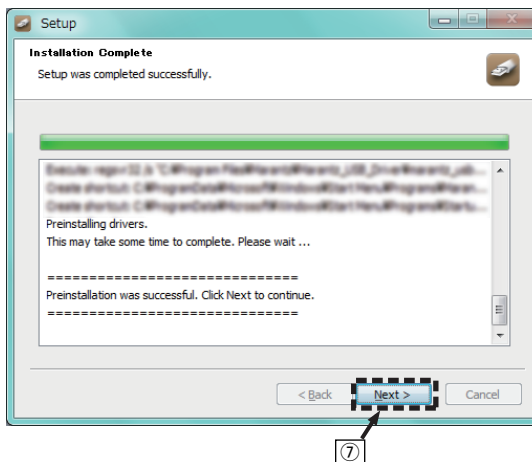 Setup
Installation Complete
Setup was completed successfully.
Preinstalling drivers.
This may take some time to complete. Please wait ...
==============================
Preinstallation was successful. Click Next to continue.
==============================
< Back
Next >
Cancel
⑦